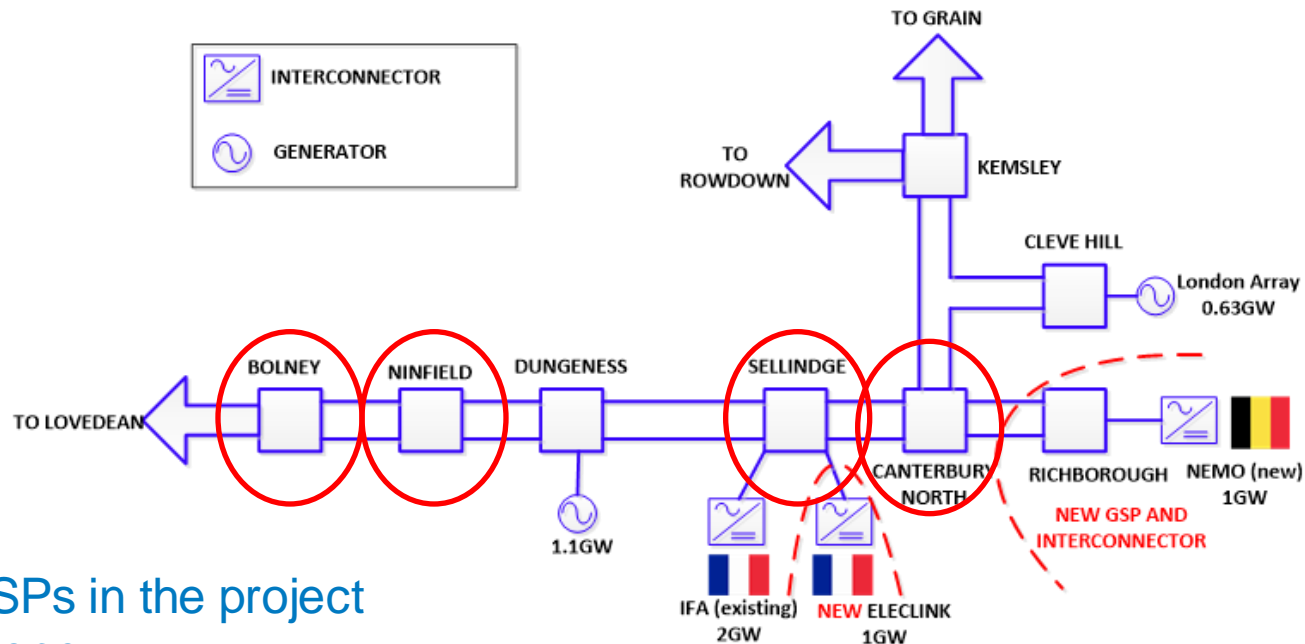 TO GRAIN
INTERCONNECTOR
GENERATOR
TO
ROWDOWN
KEMSLEY
CLEVE HILL
London Array
0.63GW
BOLNEY
NINFIELD
DUNGENESS
SELLINDGE
TO LOVEDEAN
CANTERBURY
NORTH
RICHBOROUGH
NEMO (new)
1GW
NEW GSP AND
INTERCONNECTOR
1.1GW
IFA (existing)
2GW
NEW ELECLINK
1GW
SPs in the project